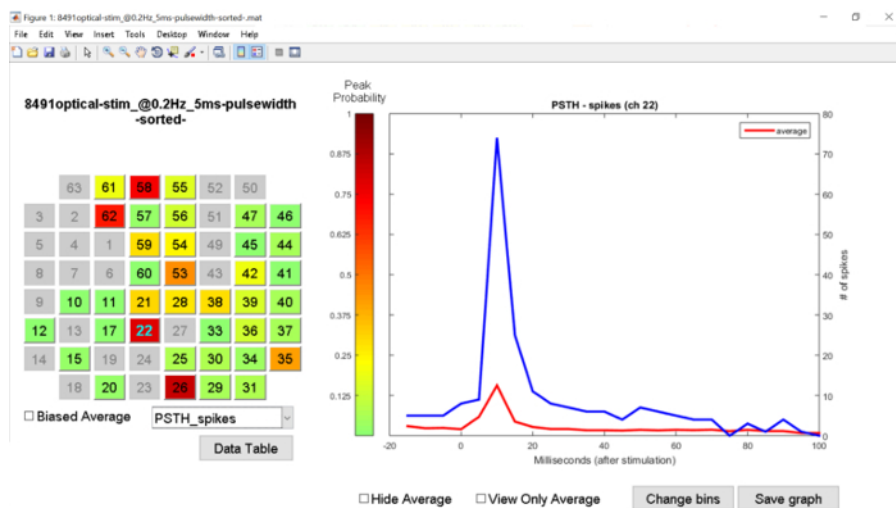 Figure 1: 8491optical-stim_@0.2Hz_5ms-pulsewidth-sorted-.mat
File Edit View Insert Tools Desktop Window Help
8491optical-stim_@0.2Hz_5ms-pulsewidth
-sorted-
63 61 58 55 52 50
3 2 62 57 56 51 47 46
5 4 1 59 54 49 45 44
8 7 6 60 53 43 42 41
9 10 11 21 28 38 39 40
12 13 17 22 27 33 36 37
14 15 19 24 25 30 34 35
18 20 23 26 29 31
Biased Average
PSTH_spikes
Data Table
Peak
Probability
1
0.875
0.75
0.625
0.5
0.375
0.25
0.125
PSTH - spikes (ch 22)
average
80
70
60
50
40
30
20
10
0
# of spikes
-20 0 20 40 60 80 100
Milliseconds (after stimulation)
Hide Average
View Only Average
Change bins
Save graph